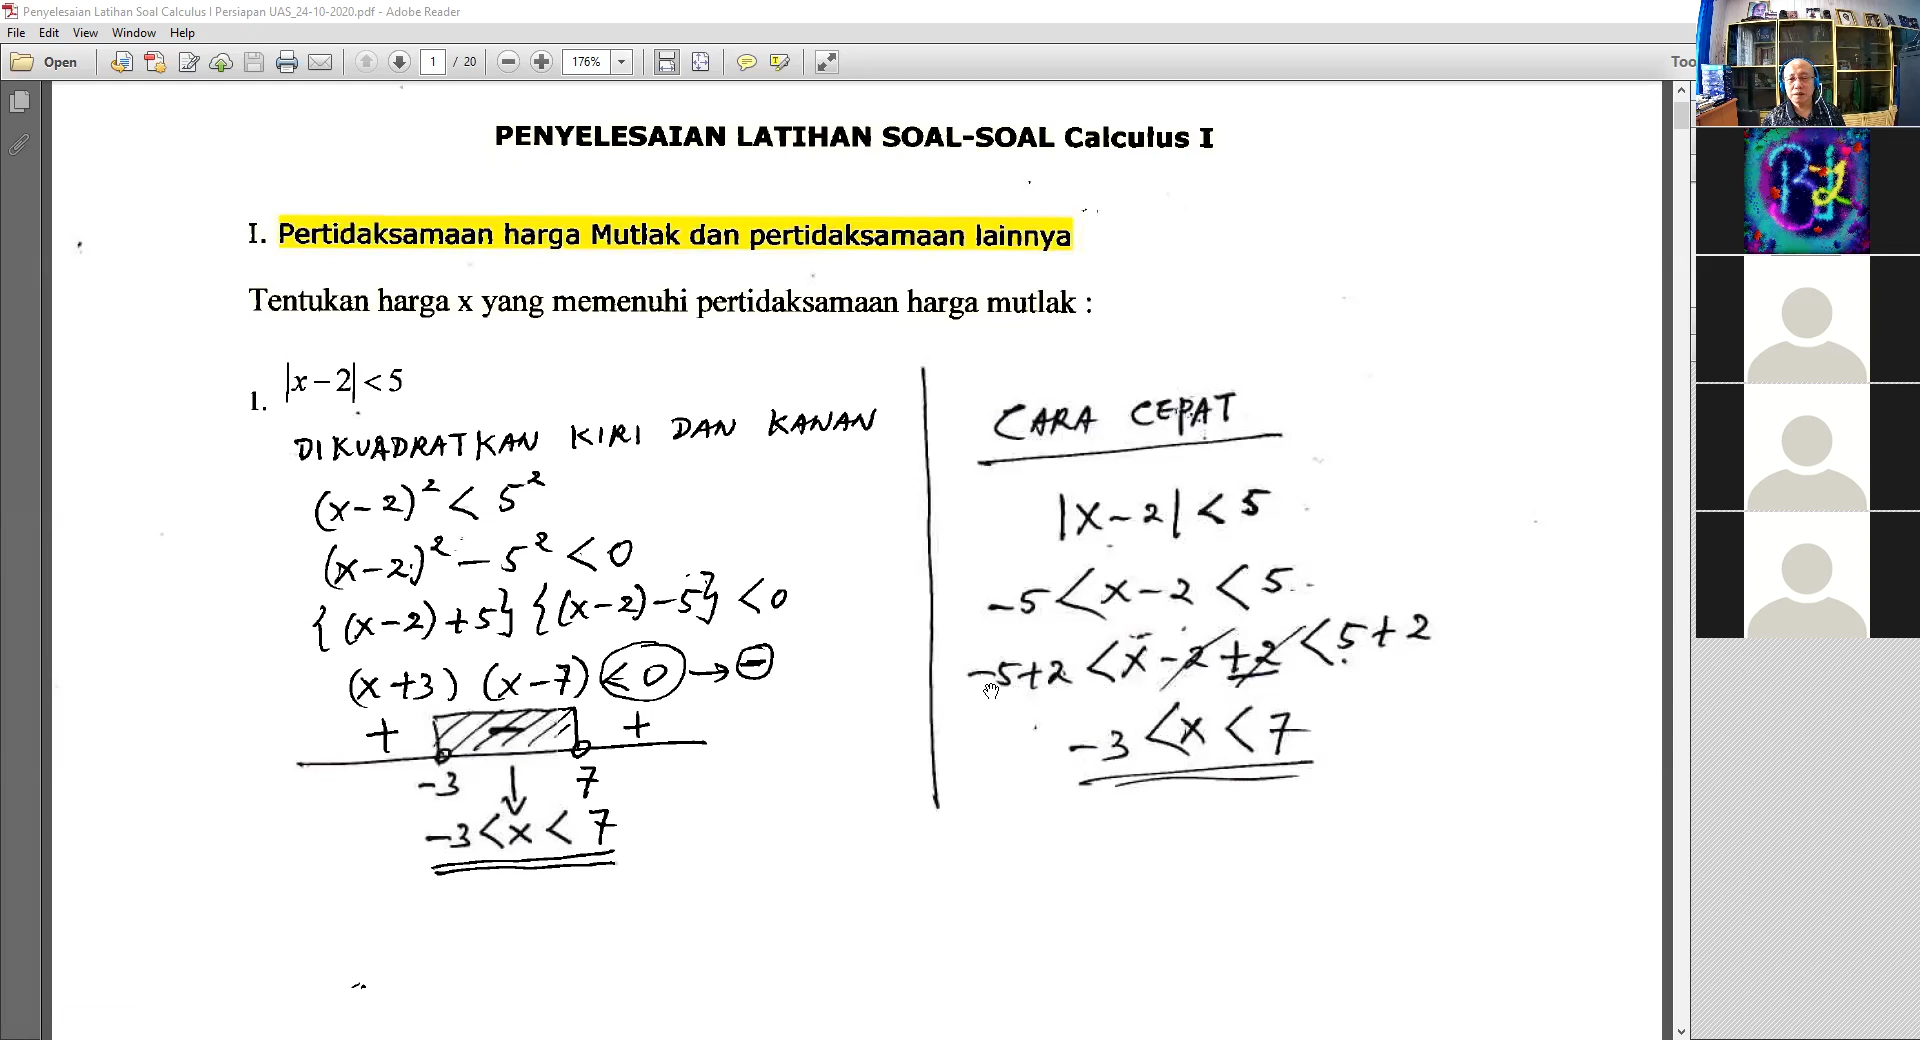 Penyelesaian Latihan Soal Calculus I Persiapan UAS_24-10-2020.pdf - Adobe Reader
File Edit View Window Help
Open 1 / 20 176% Too
PENYELESAIAN LATIHAN SOAL-SOAL Calculus I
I. Pertidaksamaan harga Mutlak dan pertidaksamaan lainnya
Tentukan harga x yang memenuhi pertidaksamaan harga mutlak :
1. |x-2| < 5
DIKUADRATKAN KIRI DAN KANAN
(x-2)² < 5²
(x-2)² - 5² < 0
{(x-2)+5} {(x-2)-5} < 0
(x+3) (x-7) < 0 → -
+ - +
-3 ↓ 7
-3 < x < 7
CARA CEPAT
|x-2| < 5
-5 < x-2 < 5
-5+2 < x-2+2 < 5+2
-3 < x < 7